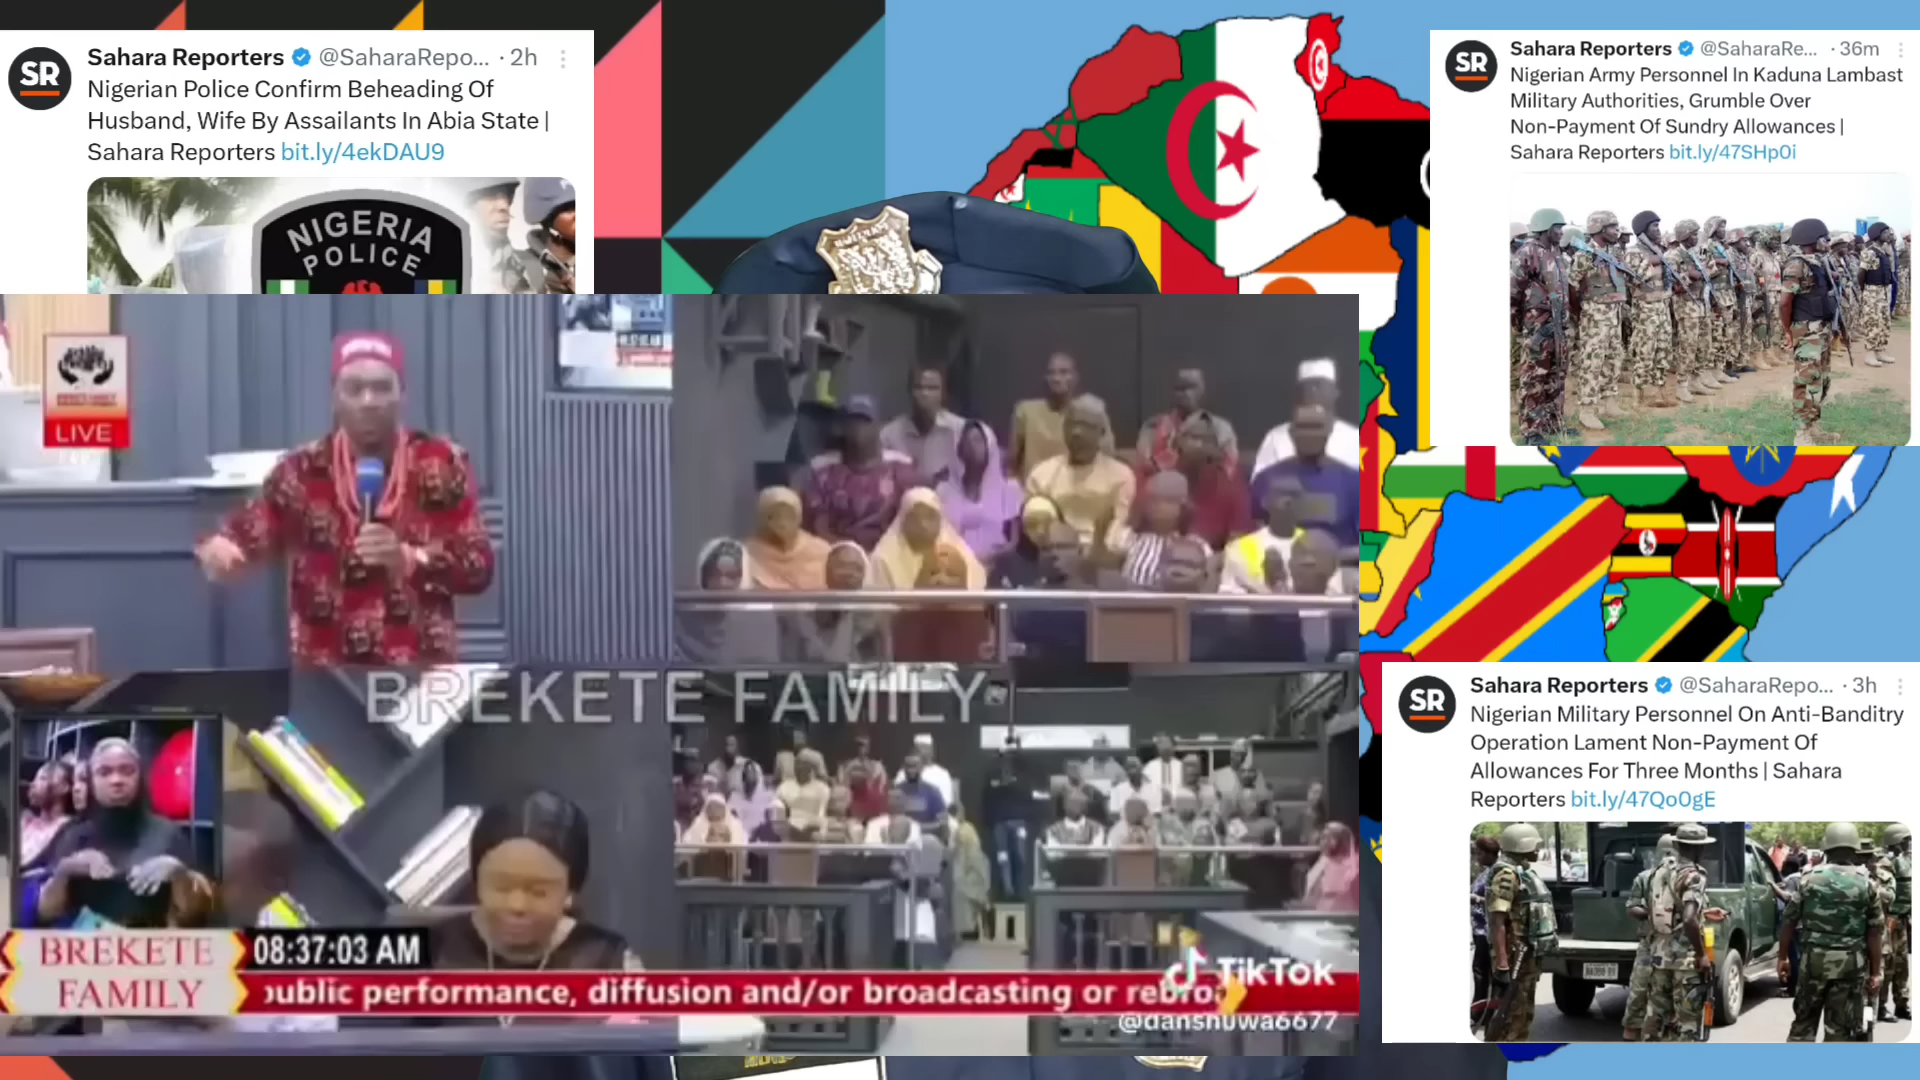 SR
Sahara Reporters @SaharaRepo... · 2h
Nigerian Police Confirm Beheading Of
Husband, Wife By Assailants In Abia State |
Sahara Reporters bit.ly/4ekDAU9
NIGERIA
POLICE
SR
Sahara Reporters @SaharaRe... · 36m
Nigerian Army Personnel In Kaduna Lambast
Military Authorities, Grumble Over
Non-Payment Of Sundry Allowances |
Sahara Reporters bit.ly/47SHp0i
LIVE
BREKETE FAMILY
BREKETE
FAMILY
08:37:03 AM
public performance, diffusion and/or broadcasting or rebro
TikTok
@danshuwa6677
SR
Sahara Reporters @SaharaRepo... · 3h
Nigerian Military Personnel On Anti-Banditry
Operation Lament Non-Payment Of
Allowances For Three Months | Sahara
Reporters bit.ly/47Qo0gE